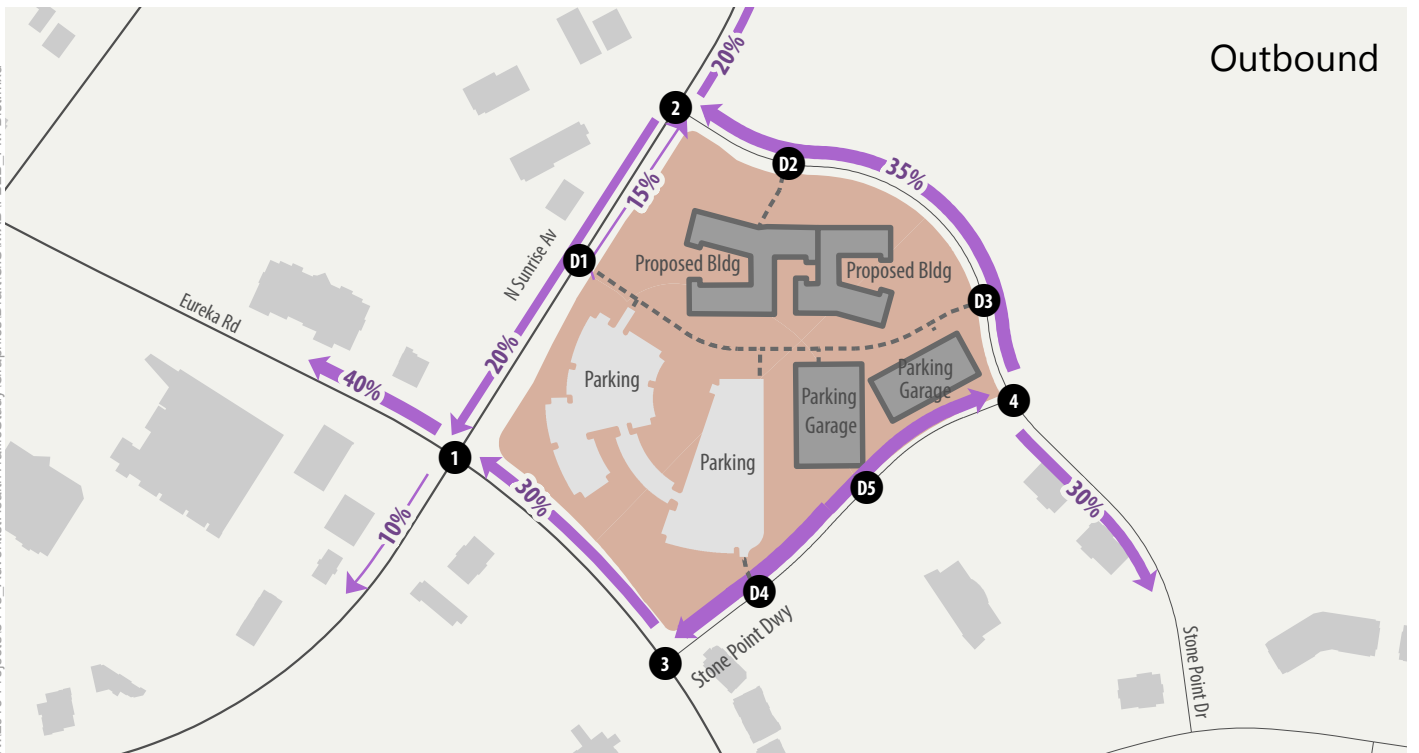 Outbound
20%
2
D2
35%
15%
N Sunrise Av
D1
Proposed Bldg
Proposed Bldg
D3
Eureka Rd
20%
40%
Parking
Parking
Garage
Parking
Garage
4
1
Parking
30%
D5
30%
10%
D4
Stone Point Dwy
3
Stone Point Dr